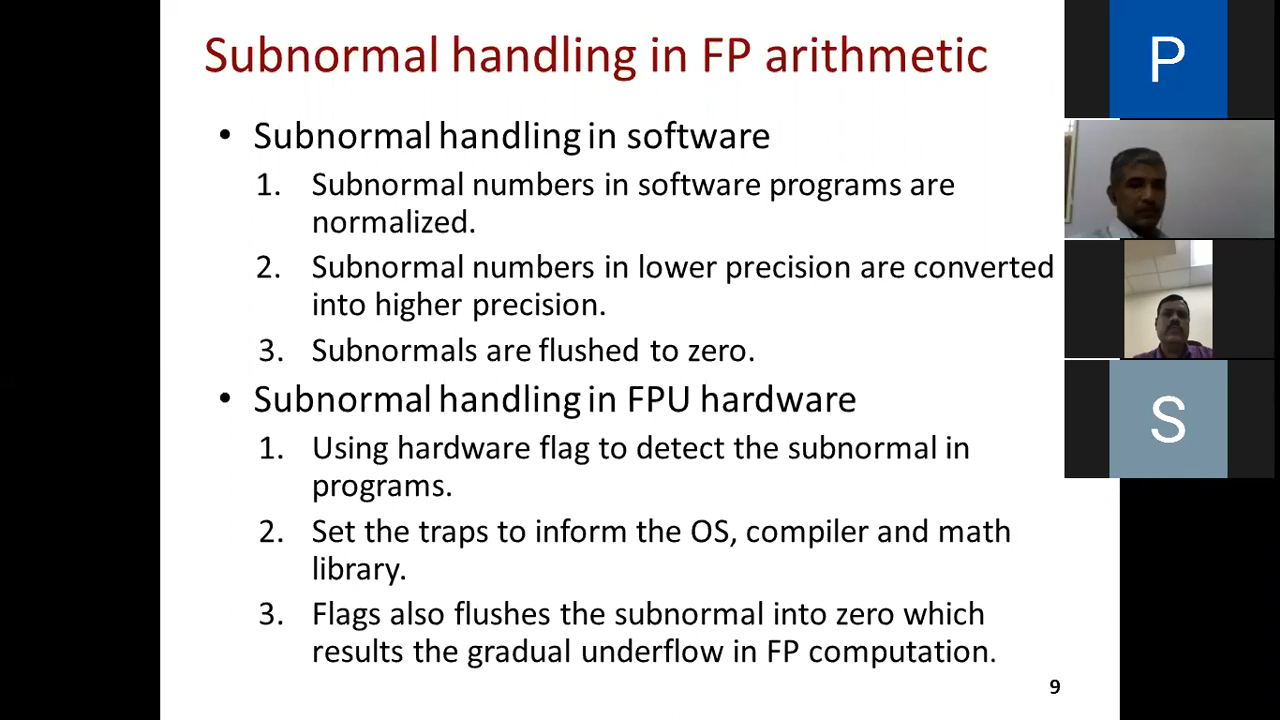 Subnormal handling in FP arithmetic
• Subnormal handling in software
1. Subnormal numbers in software programs are
normalized.
2. Subnormal numbers in lower precision are converted
into higher precision.
3. Subnormals are flushed to zero.
• Subnormal handling in FPU hardware
1. Using hardware flag to detect the subnormal in
programs.
2. Set the traps to inform the OS, compiler and math
library.
3. Flags also flushes the subnormal into zero which
results the gradual underflow in FP computation.
9
P
S